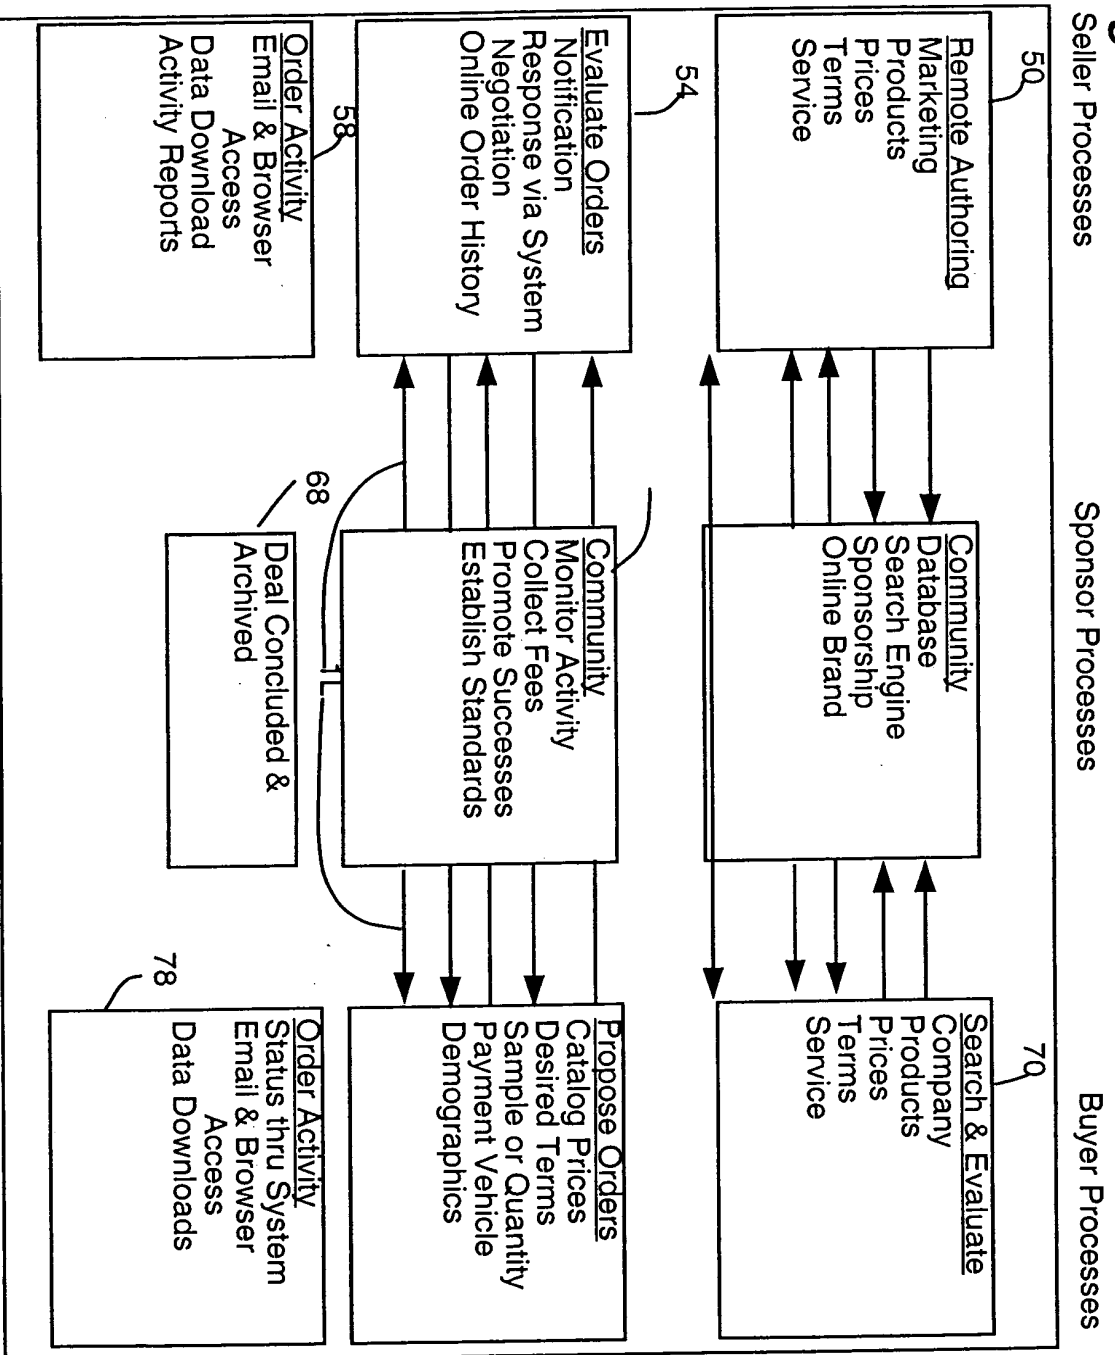 Seller Processes
Sponsor Processes
Buyer Processes
50
Remote Authoring
Marketing
Products
Prices
Terms
Service
Community
Database
Search Engine
Sponsorship
Online Brand
70
Search & Evaluate
Company
Products
Prices
Terms
Service
54
Evaluate Orders
Notification
Response via System
Negotiation
Online Order History
Community
Monitor Activity
Collect Fees
Promote Successes
Establish Standards
Propose Orders
Catalog Prices
Desired Terms
Sample or Quantity
Payment Vehicle
Demographics
58
Order Activity
Email & Browser
Access
Data Download
Activity Reports
68
Deal Concluded &
Archived
78
Order Activity
Status thru System
Email & Browser
Access
Data Downloads